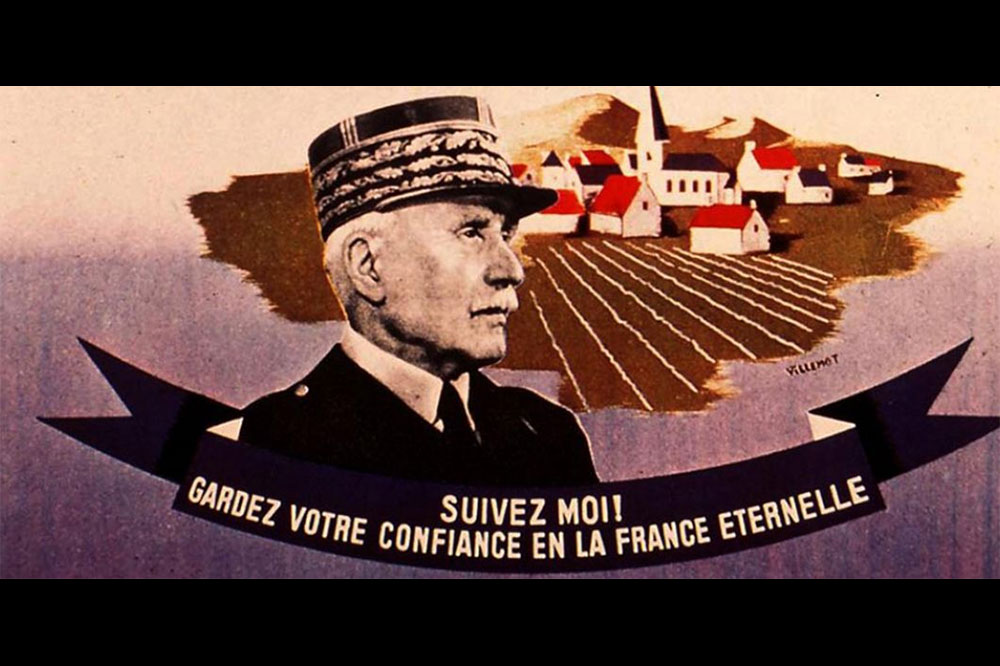 ViLLEMOT
SUIVEZ MOI!
GARDEZ VOTRE CONFIANCE EN LA FRANCE ETERNELLE